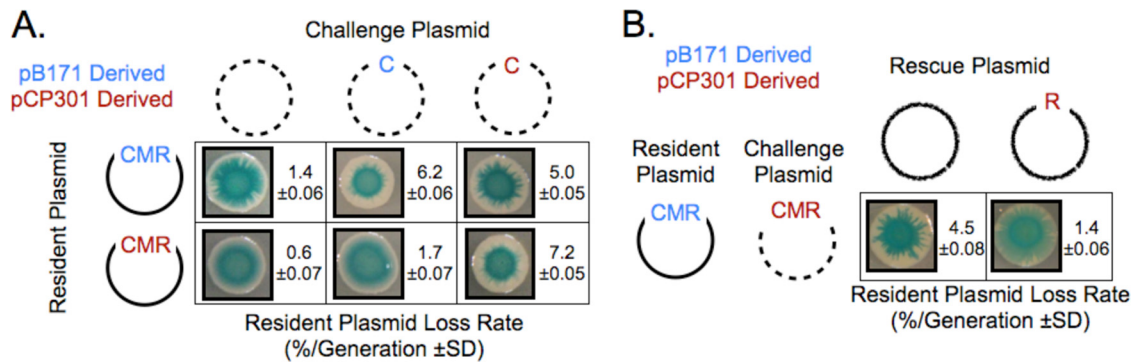 A.
Challenge Plasmid
pB171 Derived
pCP301 Derived
C
C
Resident Plasmid
CMR
1.4
±0.06
6.2
±0.06
5.0
±0.05
CMR
0.6
±0.07
1.7
±0.07
7.2
±0.05
Resident Plasmid Loss Rate
(%/Generation ±SD)
B.
pB171 Derived
pCP301 Derived
Rescue Plasmid
R
Resident
Plasmid
Challenge
Plasmid
CMR
CMR
4.5
±0.08
1.4
±0.06
Resident Plasmid Loss Rate
(%/Generation ±SD)